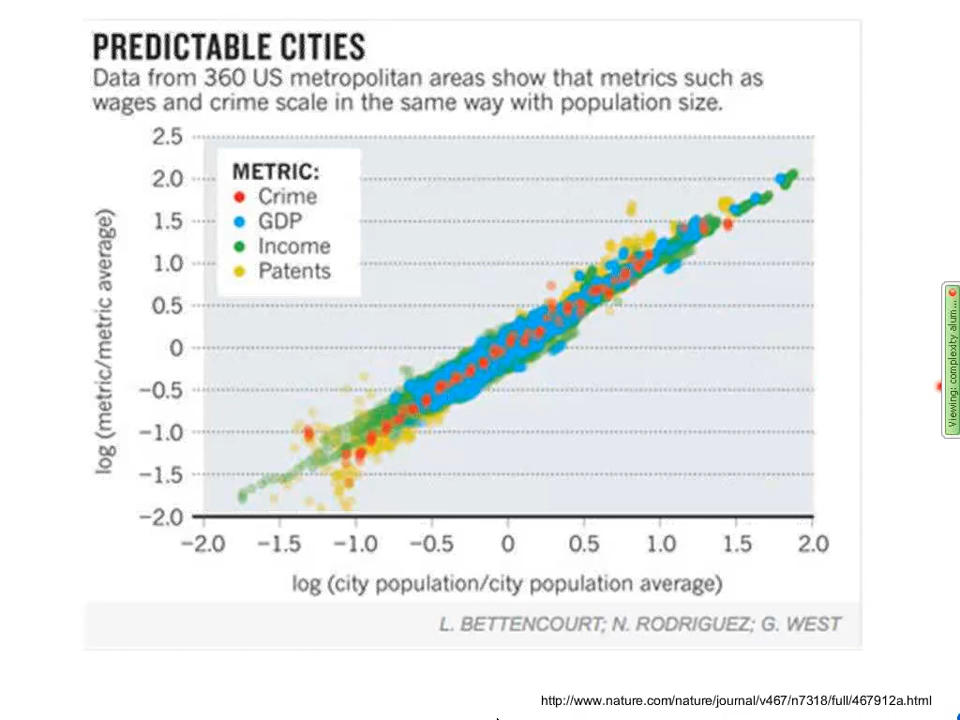 PREDICTABLE CITIES
Data from 360 US metropolitan areas show that metrics such as
wages and crime scale in the same way with population size.
2.5
2.0
1.5
1.0
0.5
0
−0.5
−1.0
−1.5
−2.0
METRIC:
Crime
GDP
Income
Patents
log (metric/metric average)
−2.0 −1.5 −1.0 −0.5 0 0.5 1.0 1.5 2.0
log (city population/city population average)
L. BETTENCOURT; N. RODRIGUEZ; G. WEST
http://www.nature.com/nature/journal/v467/n7318/full/467912a.html
Viewing: complexity alum...